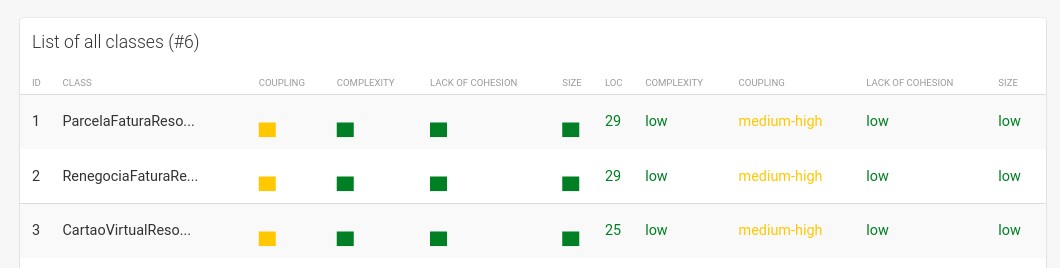 List of all classes (#6)
ID CLASS COUPLING COMPLEXITY LACK OF COHESION SIZE LOC COMPLEXITY COUPLING LACK OF COHESION SIZE
1 ParcelaFaturaReso... 29 low medium-high low low
2 RenegociaFaturaRe... 29 low medium-high low low
3 CartaoVirtualReso... 25 low medium-high low low